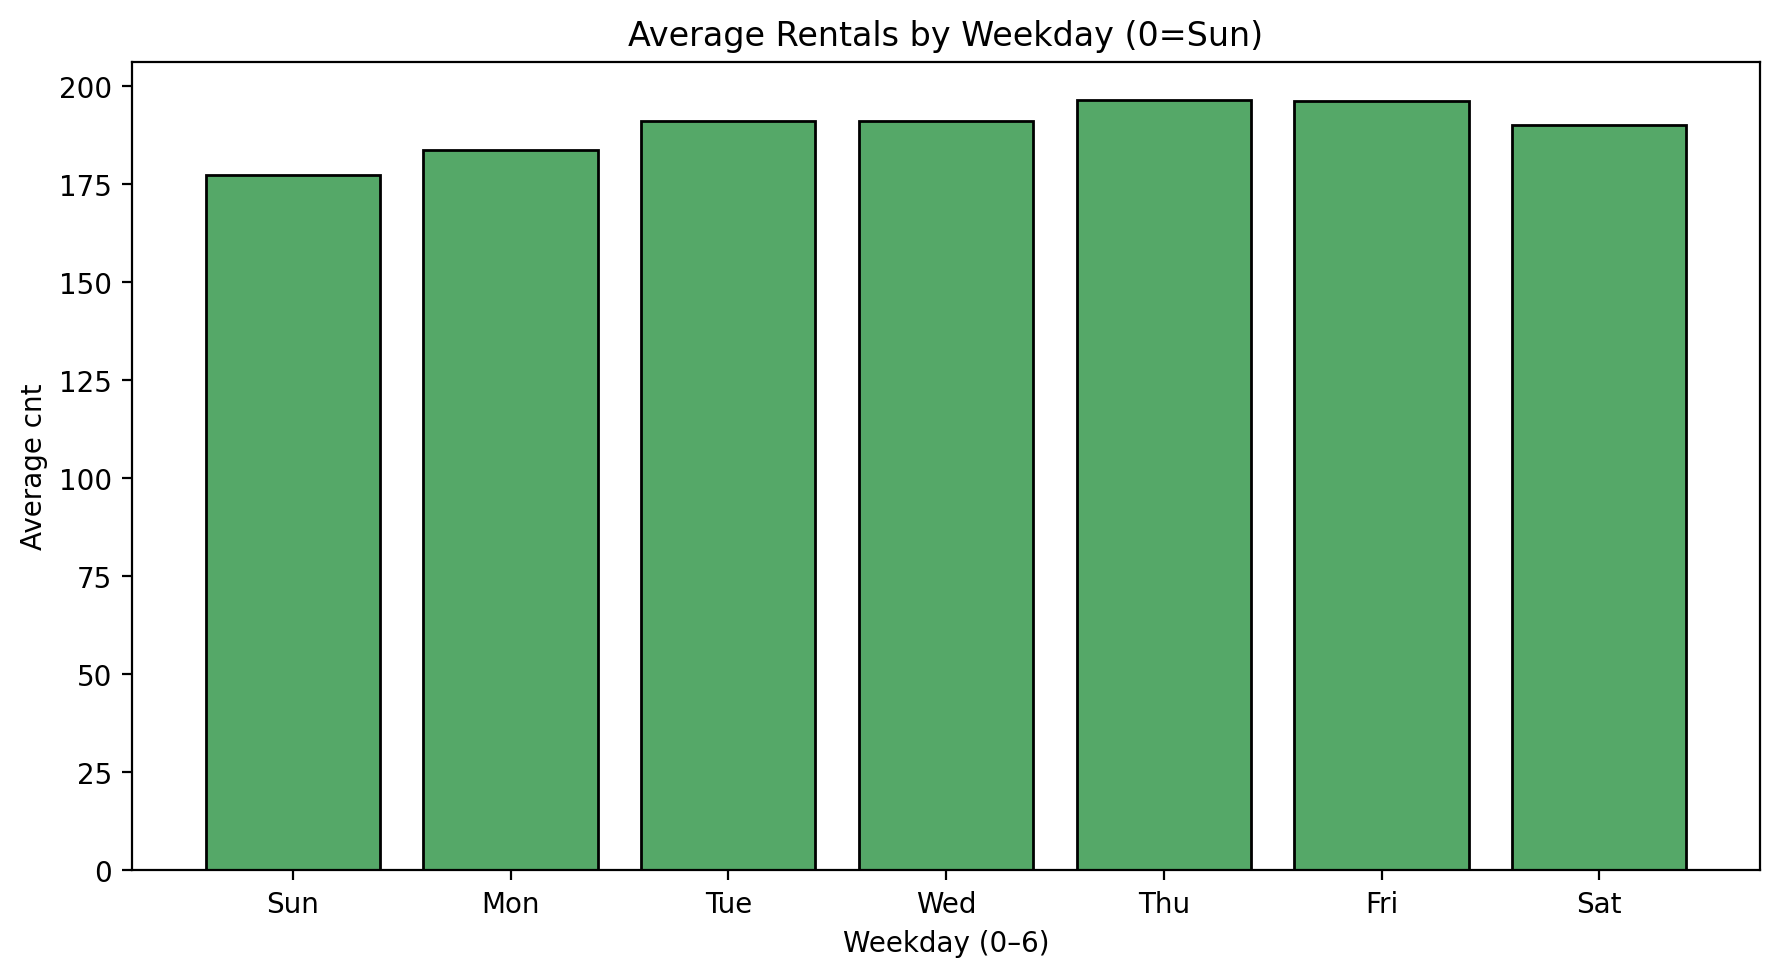 Average Rentals by Weekday (0=Sun)
200
175
150
125
100
75
50
25
0
Average cnt
Sun Mon Tue Wed Thu Fri Sat
Weekday (0–6)